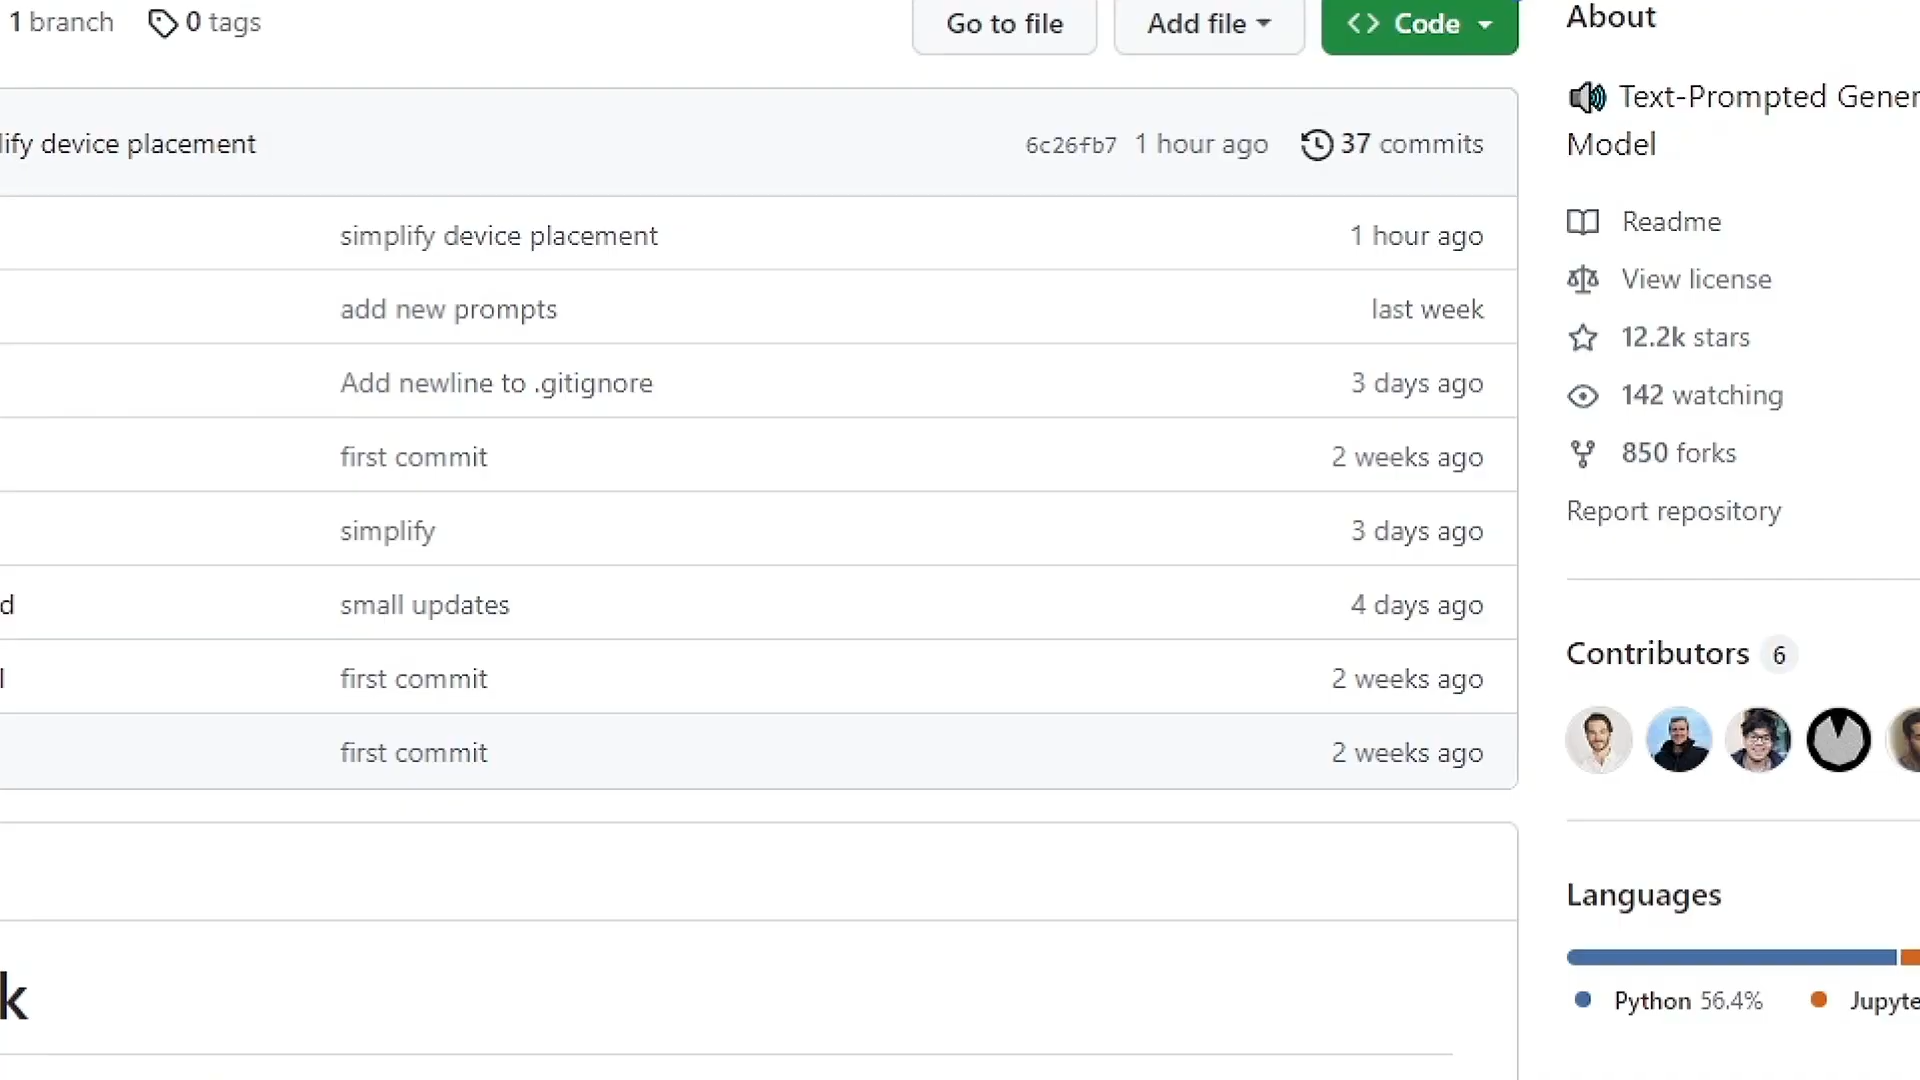 1 branch 0 tags Go to file Add file Code
About
Text-Prompted Gener
Model
lify device placement 6c26fb7 1 hour ago 37 commits
simplify device placement 1 hour ago
add new prompts last week
Add newline to .gitignore 3 days ago
first commit 2 weeks ago
simplify 3 days ago
d small updates 4 days ago
l first commit 2 weeks ago
first commit 2 weeks ago
k
Readme
View license
12.2k stars
142 watching
850 forks
Report repository
Contributors 6
Languages
Python 56.4% Jupyte